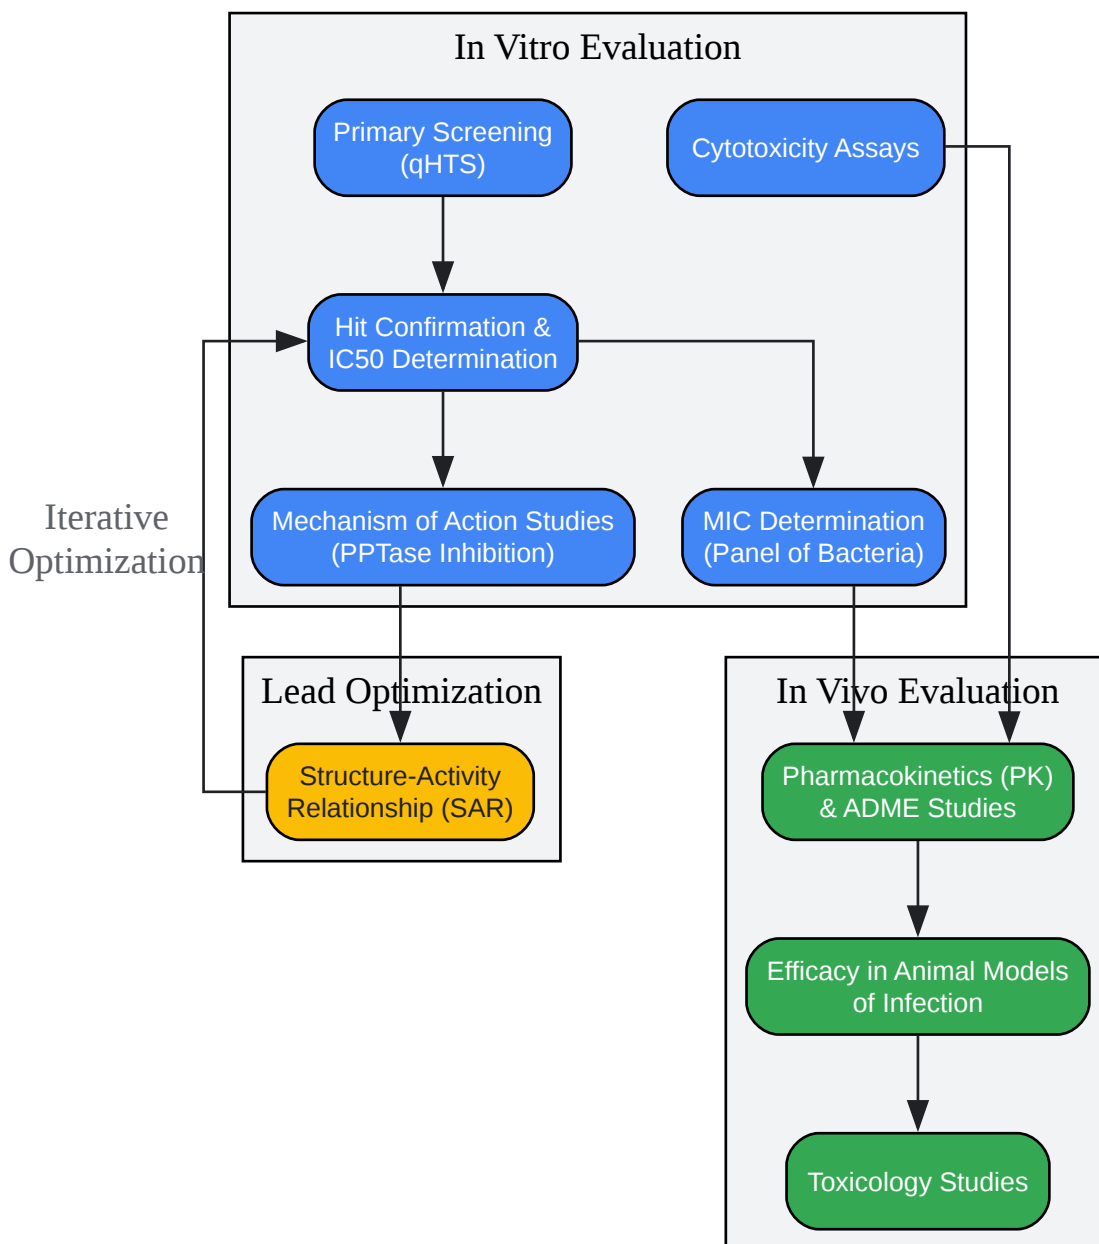 In Vitro Evaluation
Primary Screening
(qHTS)
Cytotoxicity Assays
Hit Confirmation &
IC50 Determination
Iterative
Optimization
Mechanism of Action Studies
(PPTase Inhibition)
MIC Determination
(Panel of Bacteria)
Lead Optimization
Structure-Activity
Relationship (SAR)
In Vivo Evaluation
Pharmacokinetics (PK)
& ADME Studies
Efficacy in Animal Models
of Infection
Toxicology Studies